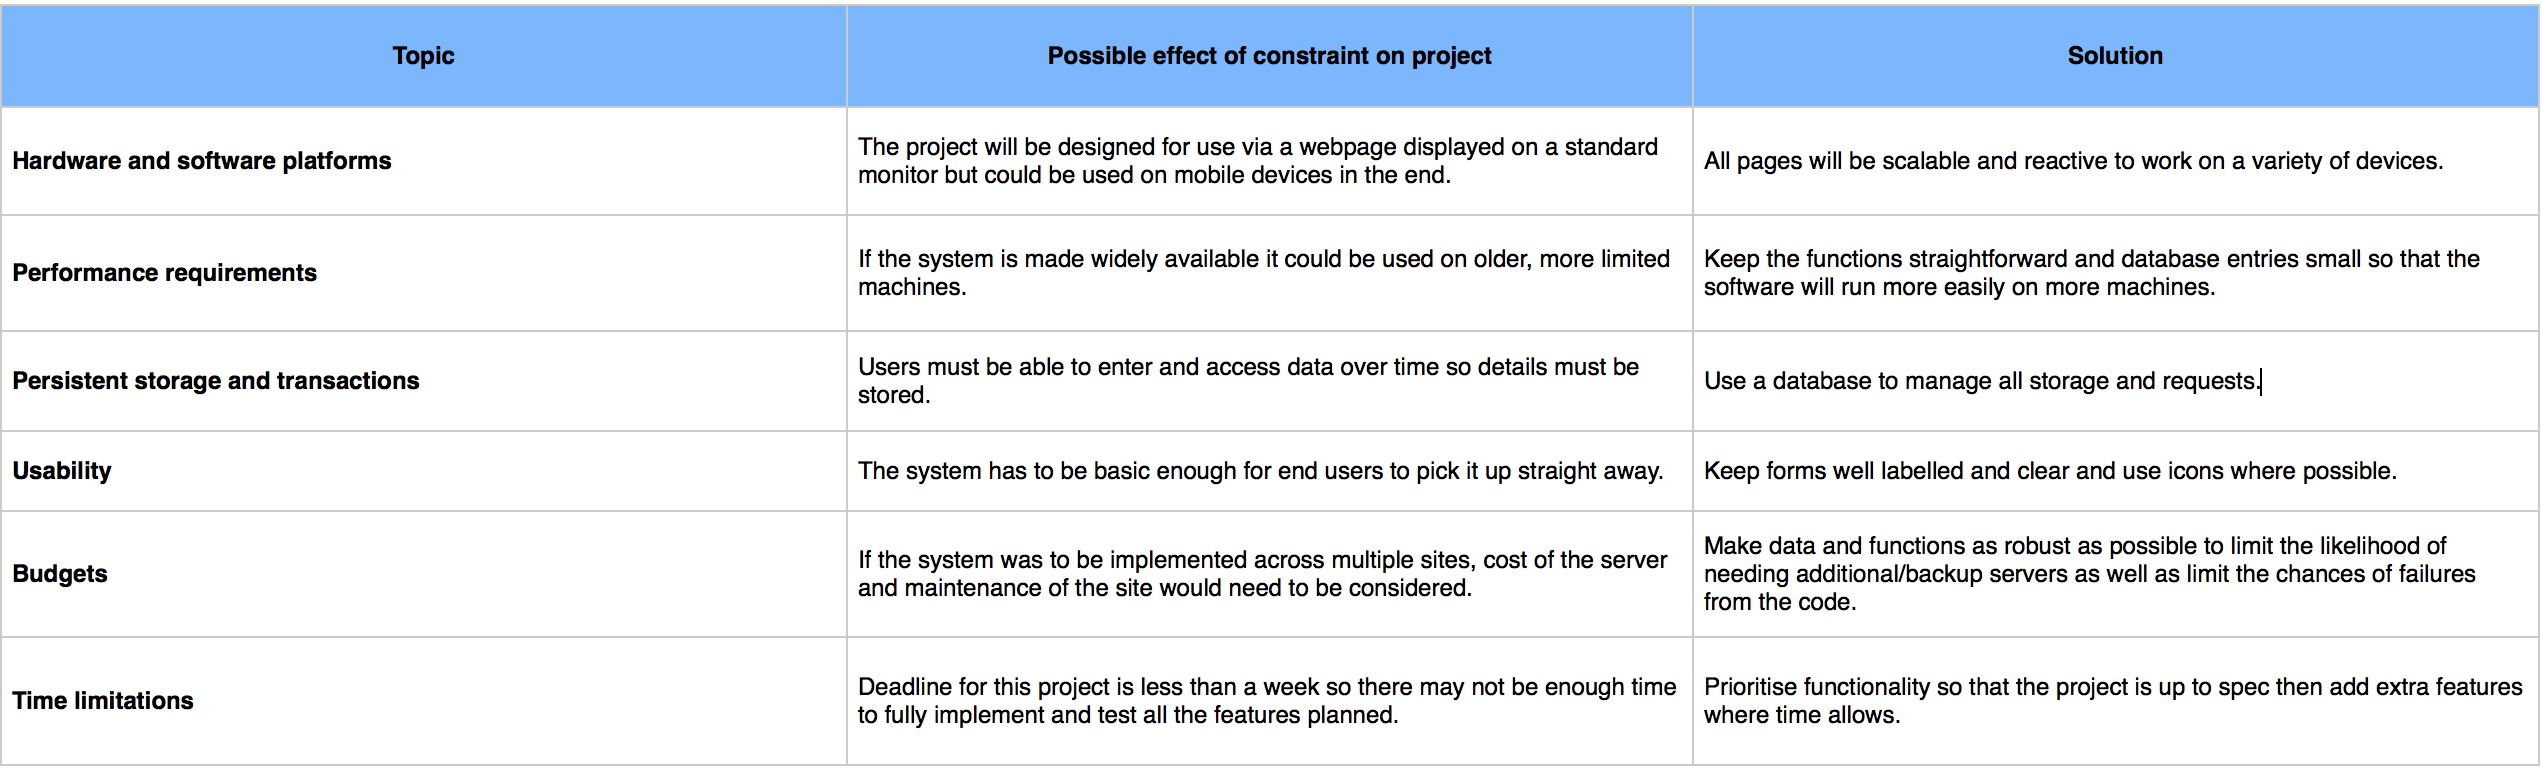 Topic
Possible effect of constraint on project
Solution
Hardware and software platforms
The project will be designed for use via a webpage displayed on a standard
monitor but could be used on mobile devices in the end.
All pages will be scalable and reactive to work on a variety of devices.
Performance requirements
If the system is made widely available it could be used on older, more limited
machines.
Keep the functions straightforward and database entries small so that the
software will run more easily on more machines.
Persistent storage and transactions
Users must be able to enter and access data over time so details must be
stored.
Use a database to manage all storage and requests.
Usability
The system has to be basic enough for end users to pick it up straight away.
Keep forms well labelled and clear and use icons where possible.
Budgets
If the system was to be implemented across multiple sites, cost of the server
and maintenance of the site would need to be considered.
Make data and functions as robust as possible to limit the likelihood of
needing additional/backup servers as well as limit the chances of failures
from the code.
Time limitations
Deadline for this project is less than a week so there may not be enough time
to fully implement and test all the features planned.
Prioritise functionality so that the project is up to spec then add extra features
where time allows.